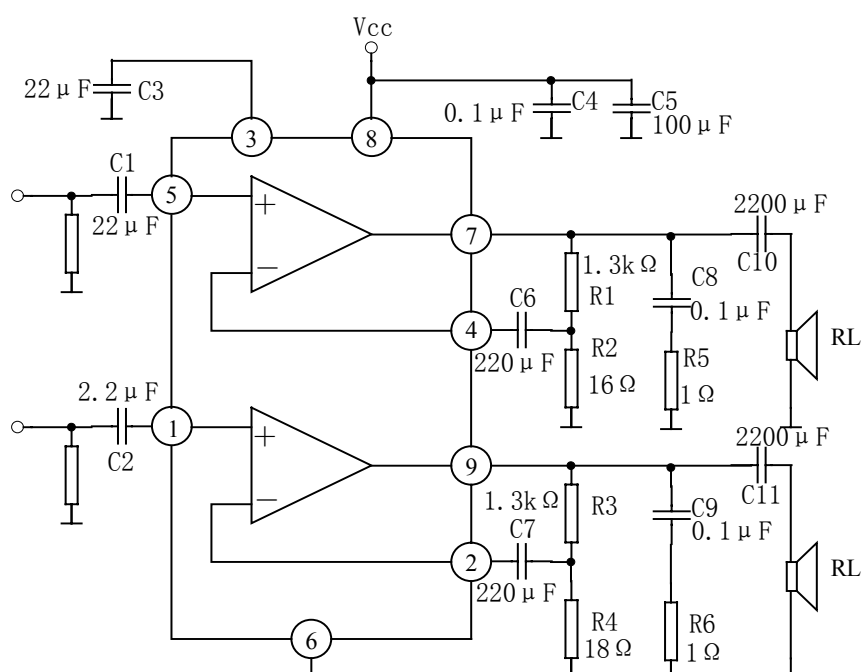 Vcc
22μF
C3
0.1μF
C4
C5
100μF
3
8
C1
5
22μF
+
−
7
2200μF
C10
1.3kΩ
R1
C8
0.1μF
C6
4
220μF
R2
16Ω
R5
1Ω
RL
2.2μF
1
C2
+
−
9
2200μF
C11
1.3kΩ
R3
C9
0.1μF
C7
2
220μF
R4
18Ω
R6
1Ω
RL
6